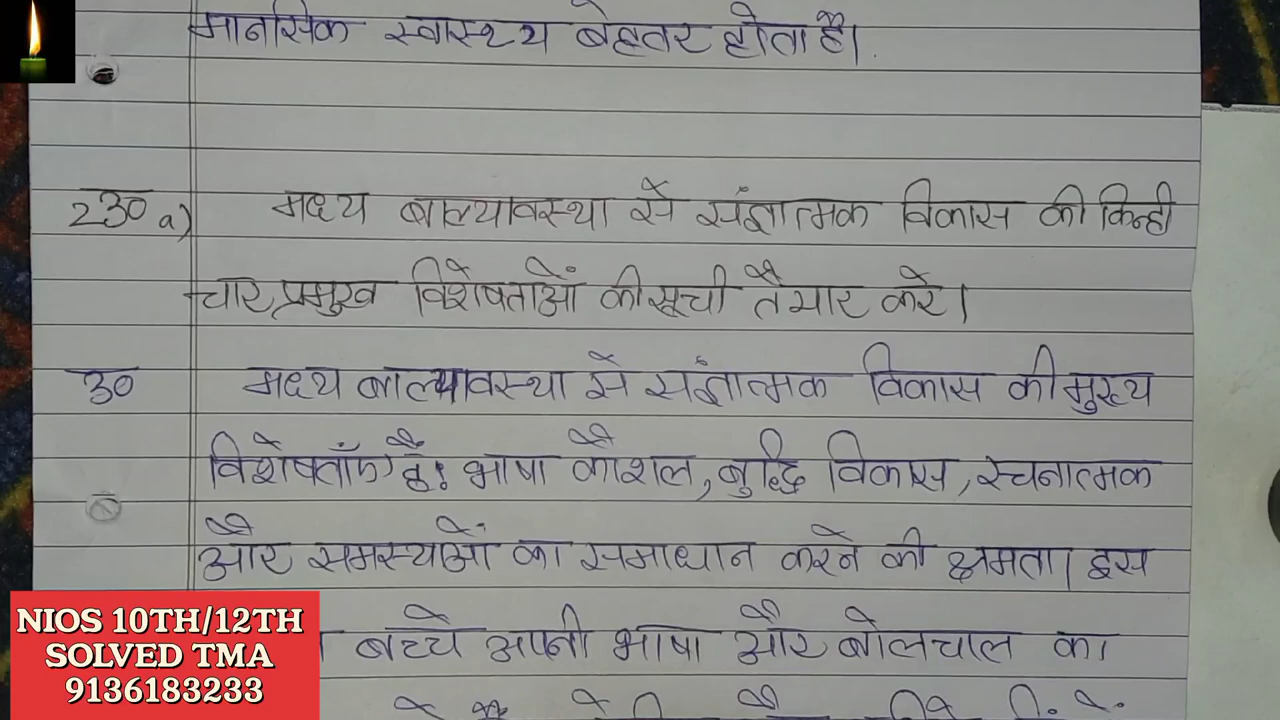 मानसिक स्वास्थ्य बेहतर होता है।
2उ० a) मध्य बाल्यावस्था से संज्ञात्मक विकास की किन्ही
चार प्रमुख विशेषताओं की सूची तैयार करे।
उ० मध्य बाल्यावस्था से संज्ञात्मक विकास की मुख्य
विशेषताएँ है: भाषा कौशल, बुद्धि विकास, रचनात्मक
और समस्याओं का समाधान करने की क्षमता। इस
बच्चे अपनी भाषा और बोलचाल का
NIOS 10TH/12TH
SOLVED TMA
9136183233